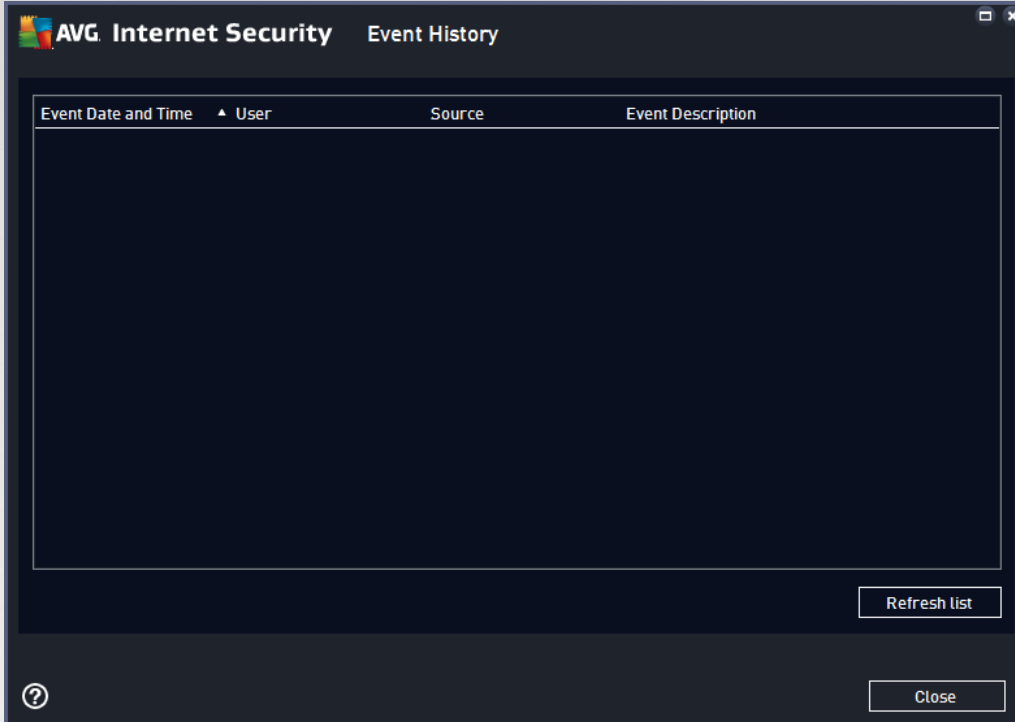 AVG. Internet Security Event History
Event Date and Time User Source Event Description
Refresh list
Close